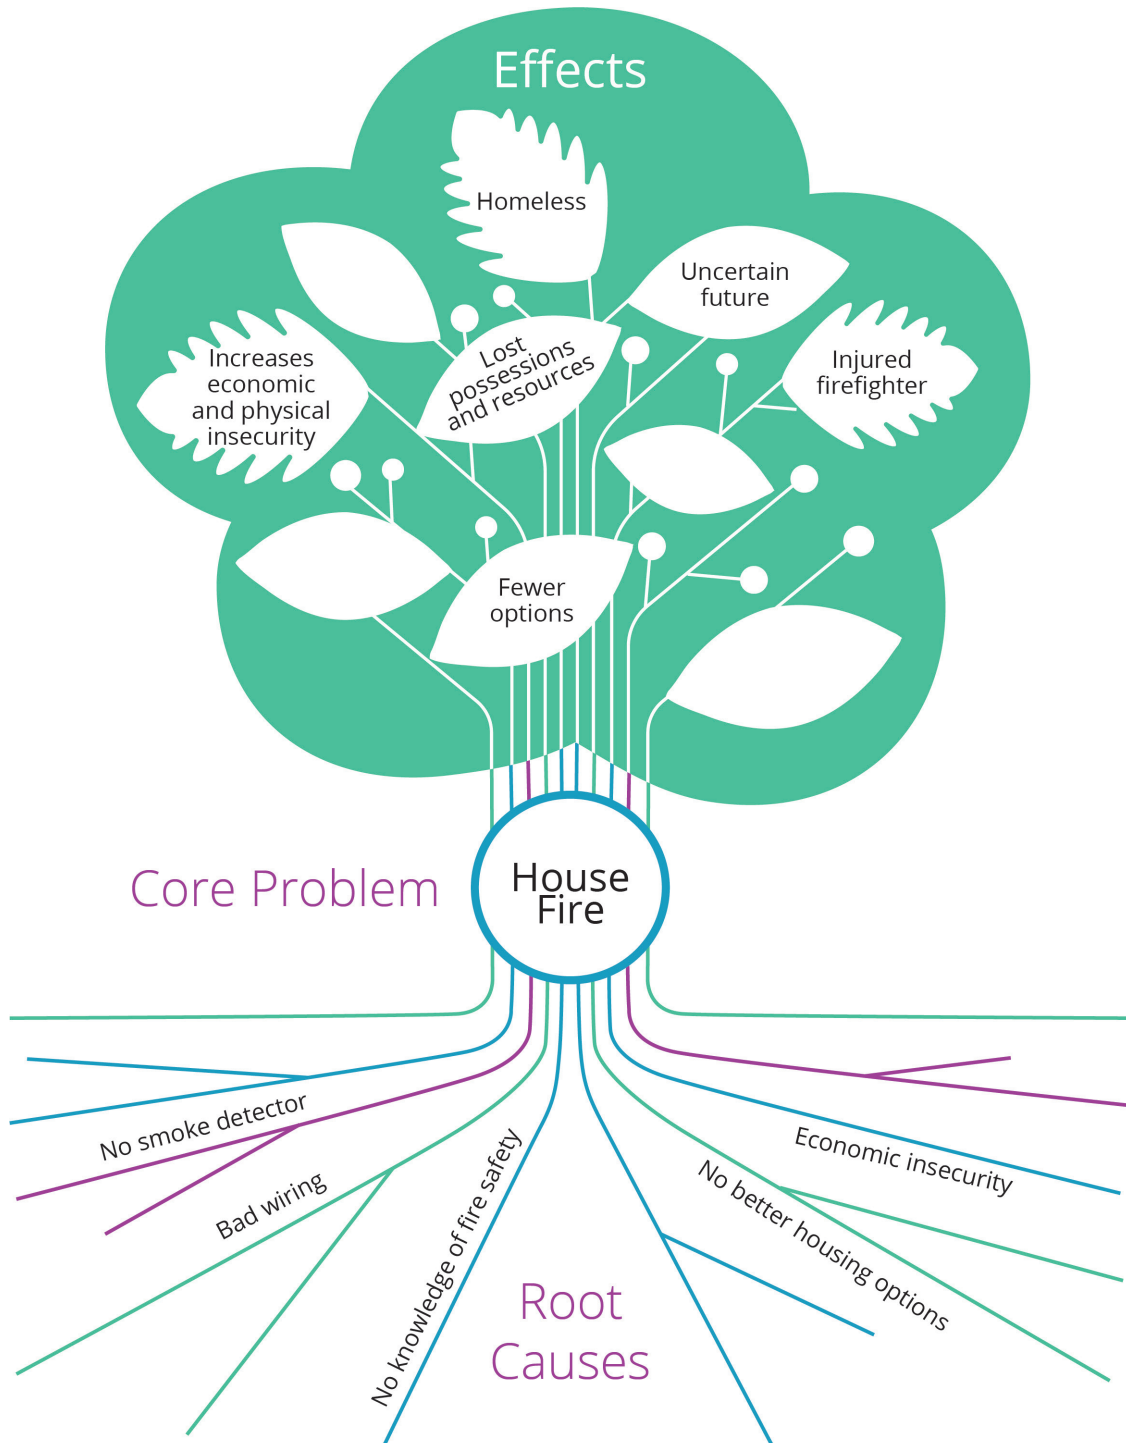 Effects
Homeless
Uncertain
future
Lost
possessions
and resources
Increases
economic
and physical
insecurity
Injured
firefighter
Fewer
options
Core Problem
House
Fire
No smoke detector
Bad wiring
No knowledge of fire safety
Economic insecurity
No better housing options
Root
Causes